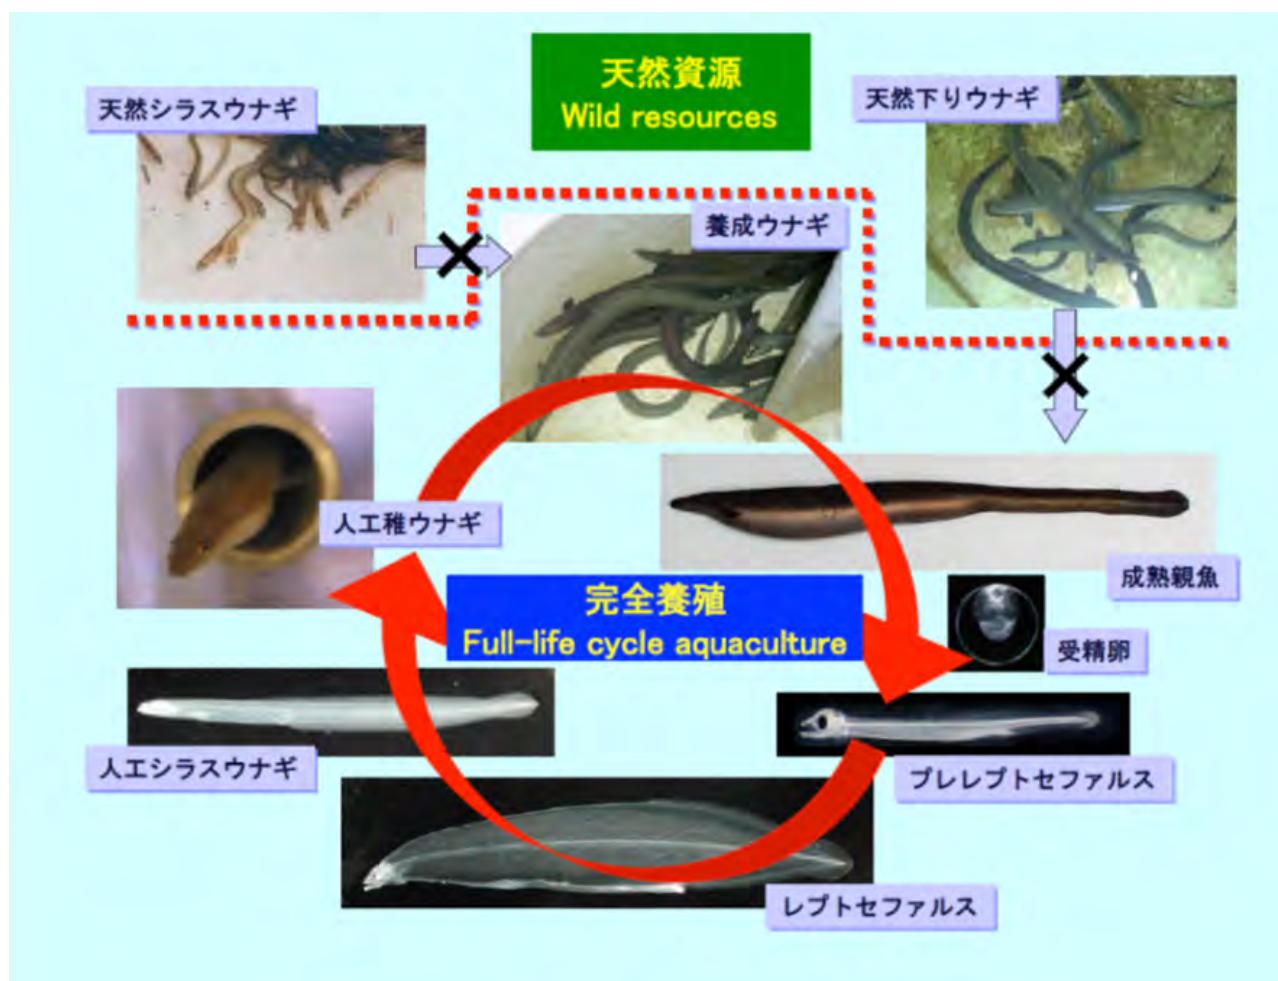 天然資源
Wild resources
天然シラスウナギ
天然下りウナギ
養成ウナギ
人工稚ウナギ
成熟親魚
完全養殖
Full-life cycle aquaculture
受精卵
人工シラスウナギ
プレレプトセファルス
レプトセファルス